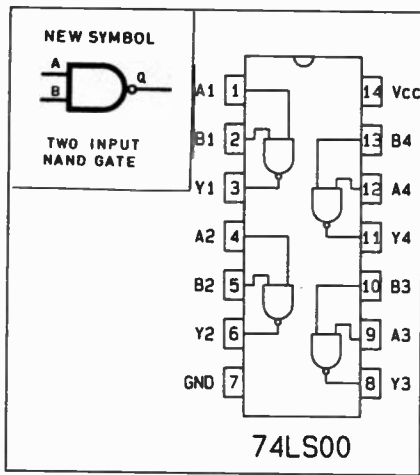 NEW SYMBOL
A
B
Q
TWO INPUT
NAND GATE
A1 1
14 Vcc
B1 2
13 B4
Y1 3
12 A4
A2 4
11 Y4
B2 5
10 B3
Y2 6
9 A3
GND 7
8 Y3
74LS00